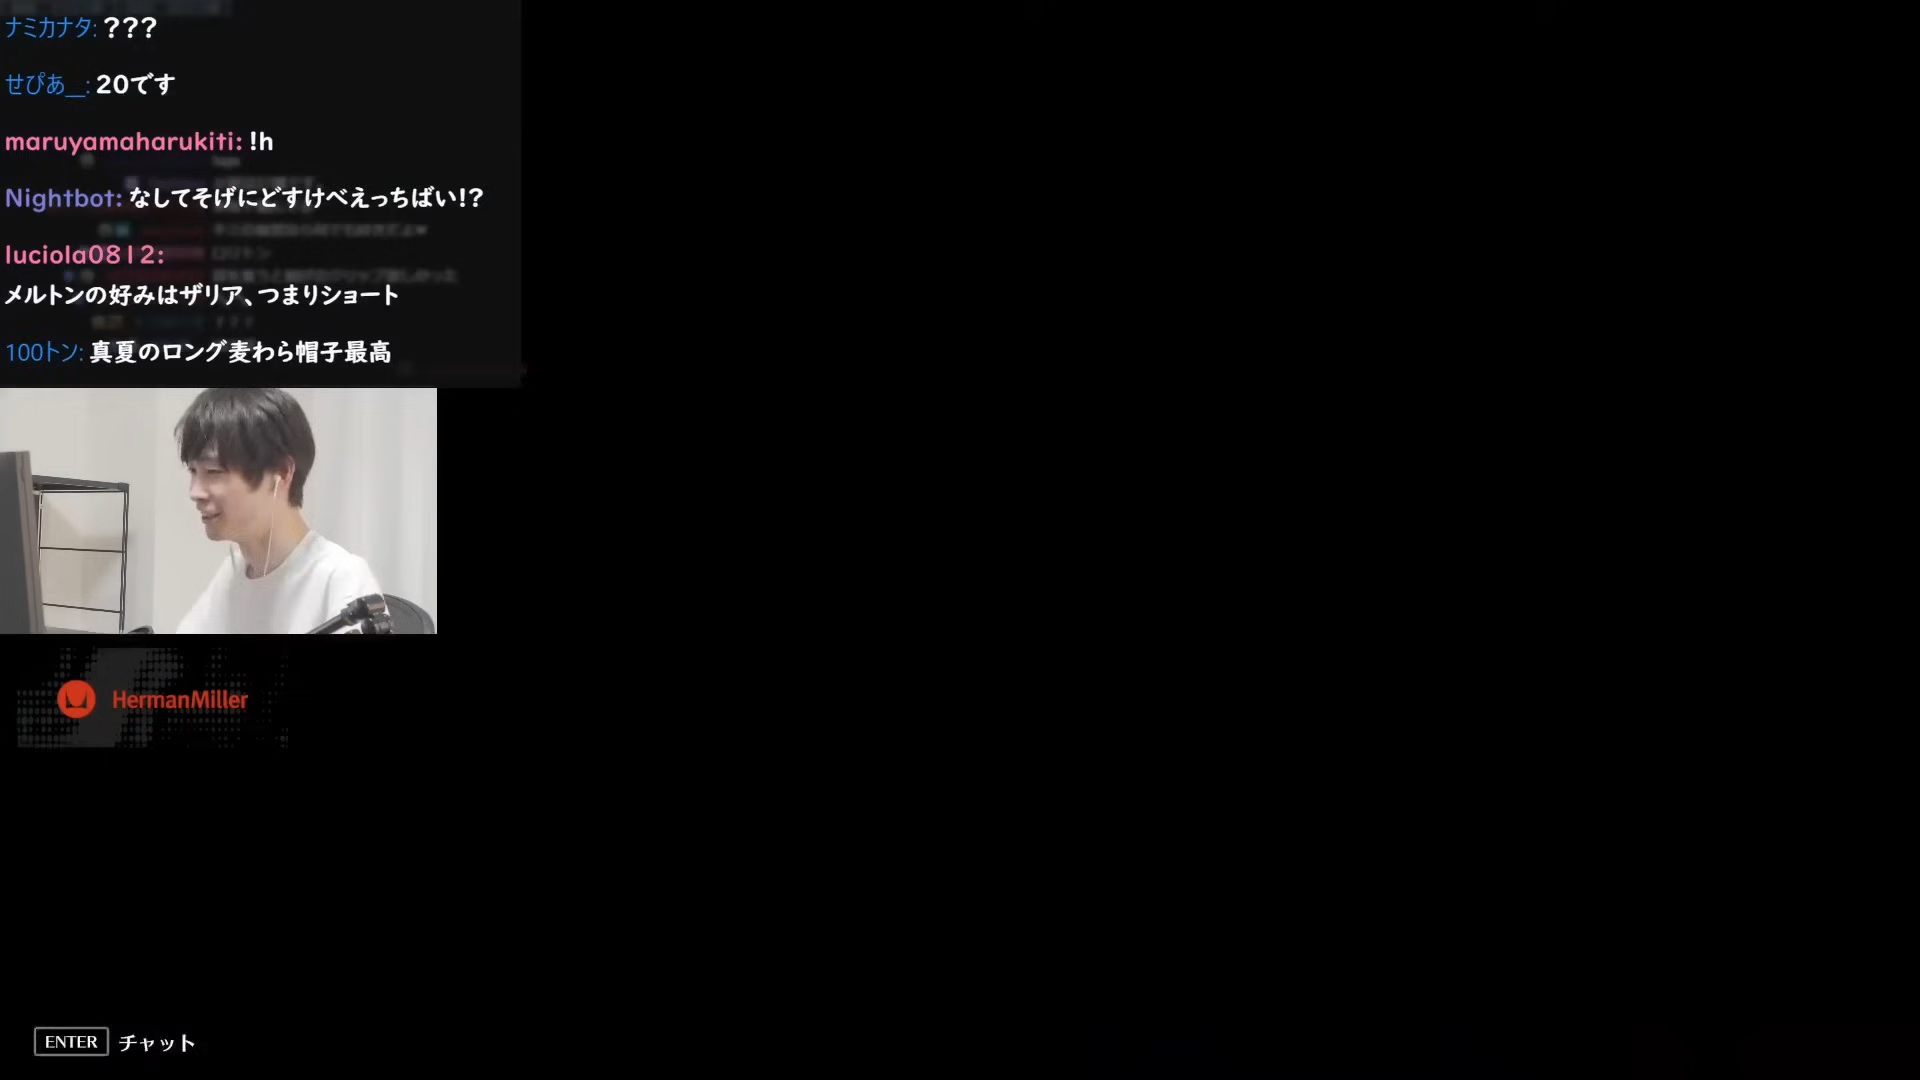 ナミカナタ: ???
せぴあ__: 20です
maruyamaharukiti: !h
Nightbot: なしてそげにどすけべえっちばい!?
luciola0812:
メルトンの好みはザリア、つまりショート
100トン: 真夏のロング麦わら帽子最高
HermanMiller
ENTER チャット